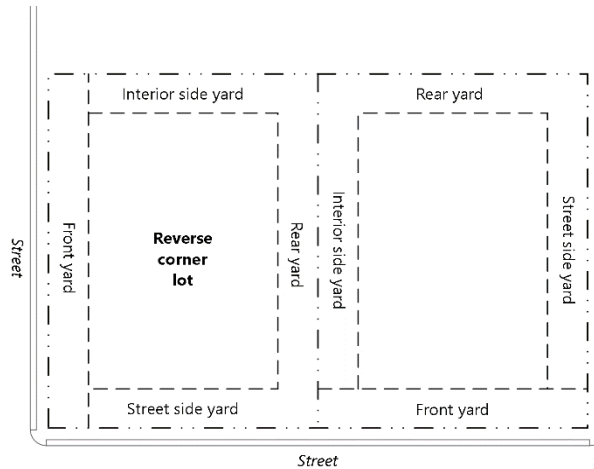 Interior side yard
Rear yard
Street
Front yard
Reverse
corner
lot
Rear yard
Interior side yard
Street side yard
Street side yard
Front yard
Street